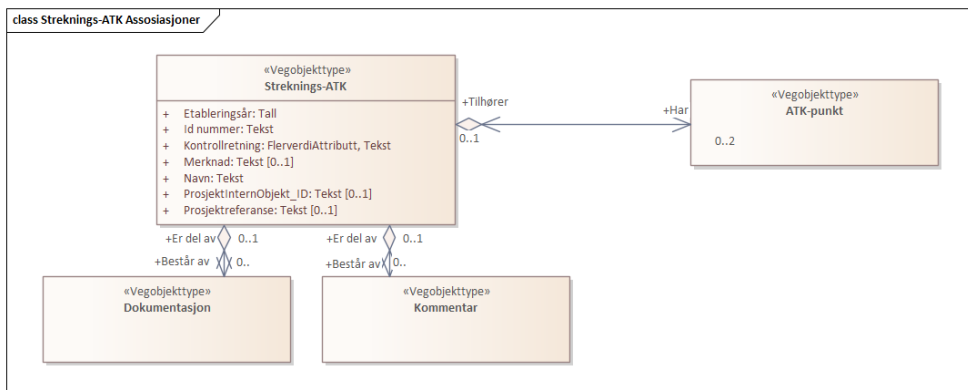 class Streknings-ATK Assosiasjoner
«Vegobjekttype»
Streknings-ATK
+ Etableringsår: Tall
+ Id nummer: Tekst
+ Kontrollretning: FlerverdiAttributt, Tekst
+ Merknad: Tekst [0..1]
+ Navn: Tekst
+ ProsjektInternObjekt_ID: Tekst [0..1]
+ Prosjektreferanse: Tekst [0..1]
+Tilhører
0..1
+Har
«Vegobjekttype»
ATK-punkt
0..2
+Er del av 0..1
+Består av 0..
+Er del av 0..1
+Består av 0..
«Vegobjekttype»
Dokumentasjon
«Vegobjekttype»
Kommentar